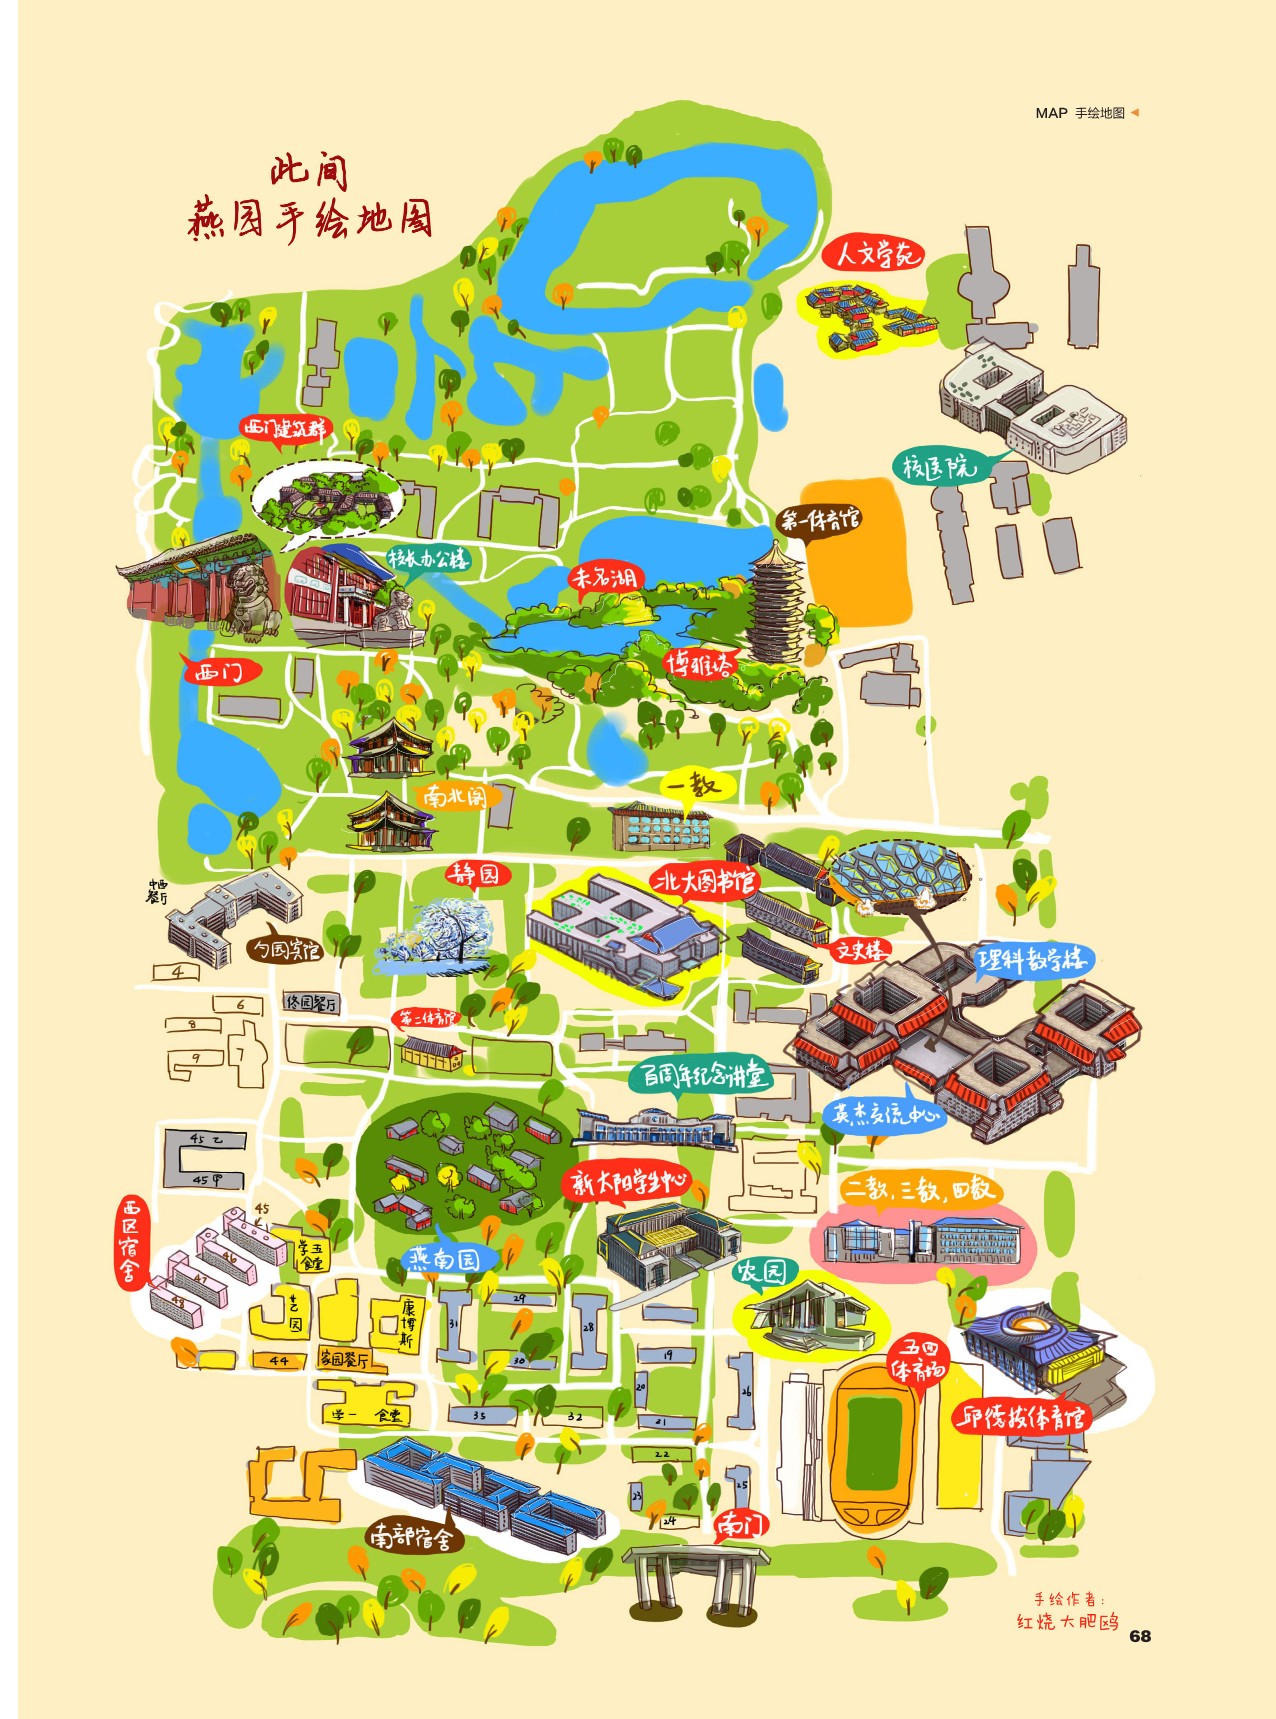 MAP 手绘地图
此间
燕园手绘地图
人文学苑
西门建筑群
校医院
第一体育馆
校长办公楼
未名湖
博雅塔
西门
一教
南北阁
静园
北大图书馆
中西
餐厅
勺园宾馆
文史楼
理科教学楼
4
6
佟园餐厅
8
第二体育馆
9
7
百周年纪念讲堂
英杰交流中心
45乙
45甲
新太阳学生中心
二教,三教,四教
西区宿舍
45
46
47
48
学五
食堂
燕南园
农园
艺园
康博斯
29
31
28
30
19
五四
体育场
44
家园餐厅
20
26
邱德拔体育馆
学一食堂
35
32
21
22
23
25
24
南门
南部宿舍
手绘作者:
红烧大肥鸥
68